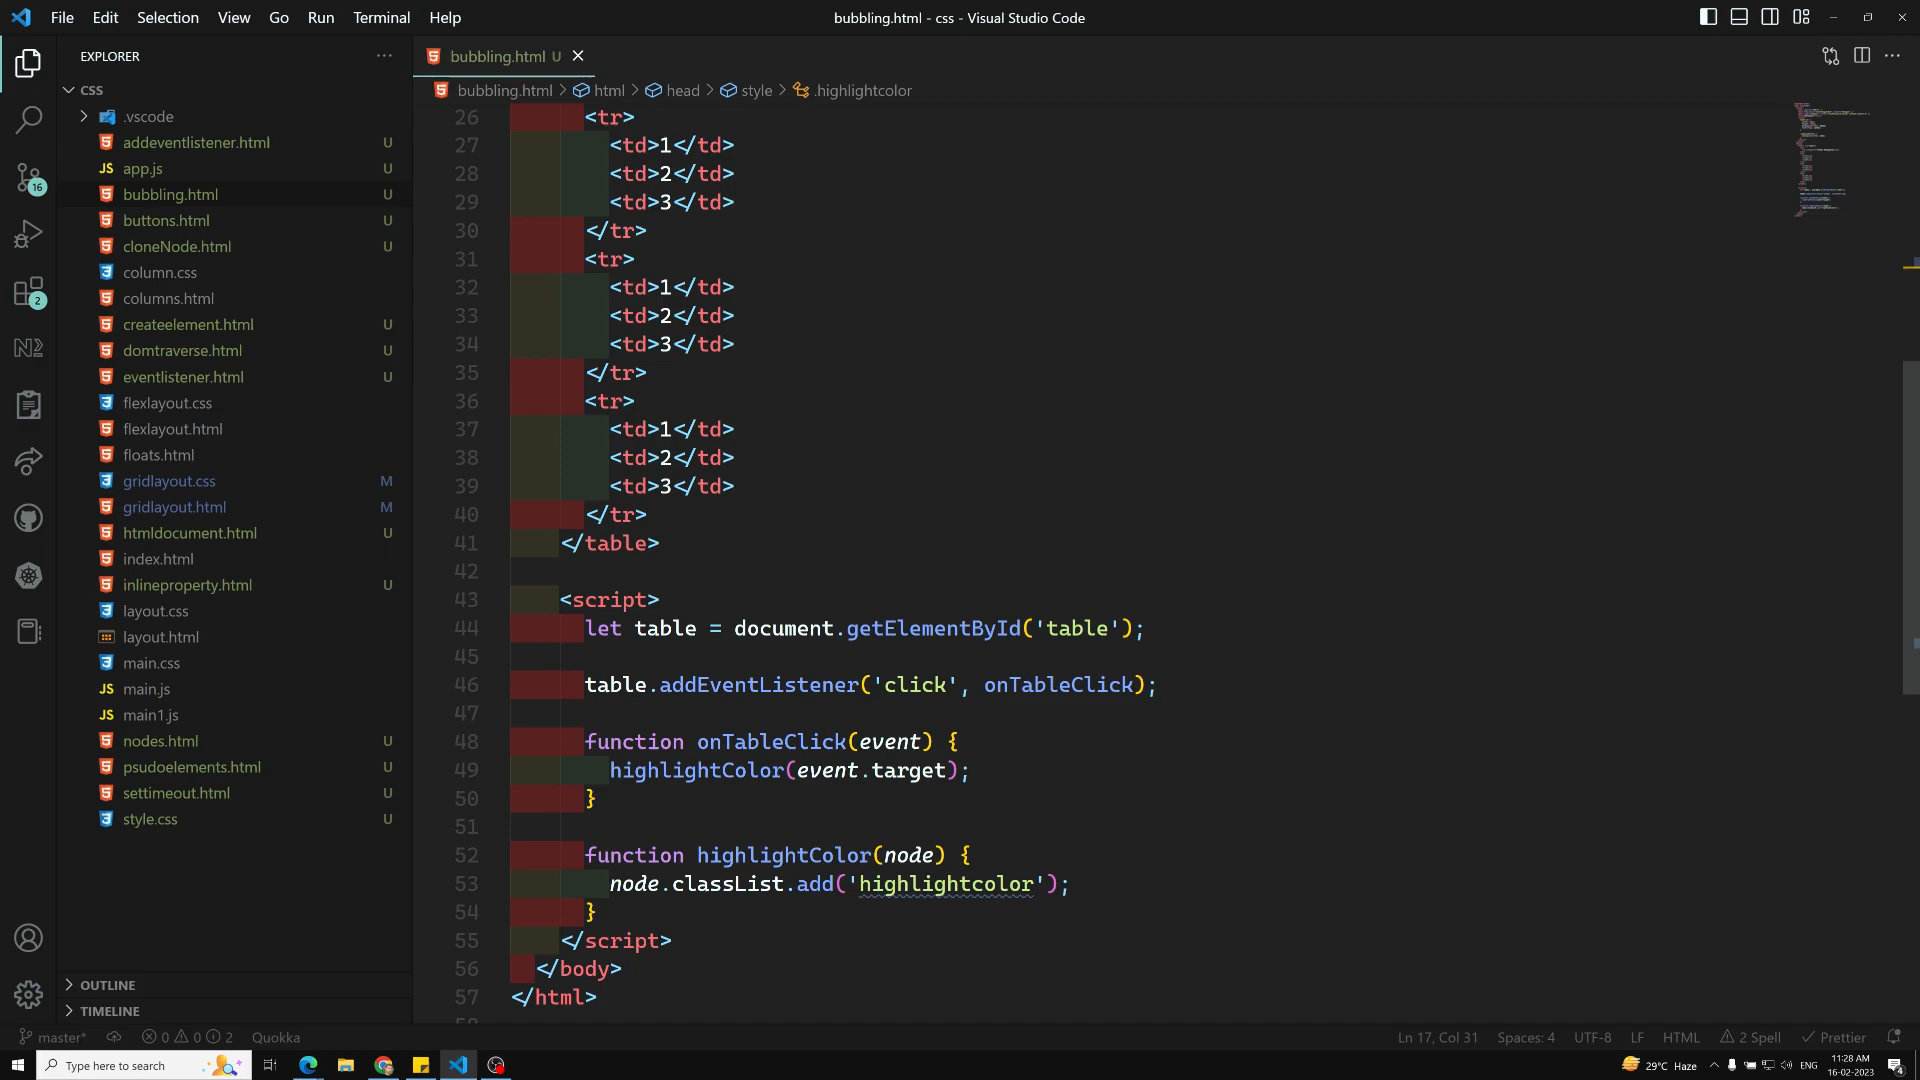 File Edit Selection View Go Run Terminal Help
bubbling.html - css - Visual Studio Code
EXPLORER
CSS
.vscode
addeventlistener.html U
JS app.js U
bubbling.html U
buttons.html U
cloneNode.html U
column.css
columns.html
createelement.html U
domtraverse.html U
eventlistener.html U
flexlayout.css
flexlayout.html
floats.html
gridlayout.css M
gridlayout.html M
htmldocument.html U
index.html
inlineproperty.html U
layout.css
layout.html
main.css
JS main.js
JS main1.js
nodes.html U
psudoelements.html U
settimeout.html U
style.css U
OUTLINE
TIMELINE
16
2
bubbling.html U
bubbling.html > html > head > style > .highlightcolor
26 <tr>
27 <td>1</td>
28 <td>2</td>
29 <td>3</td>
30 </tr>
31 <tr>
32 <td>1</td>
33 <td>2</td>
34 <td>3</td>
35 </tr>
36 <tr>
37 <td>1</td>
38 <td>2</td>
39 <td>3</td>
40 </tr>
41 </table>
42
43 <script>
44 let table = document.getElementById('table');
45
46 table.addEventListener('click', onTableClick);
47
48 function onTableClick(event) {
49 highlightColor(event.target);
50 }
51
52 function highlightColor(node) {
53 node.classList.add('highlightcolor');
54 }
55 </script>
56 </body>
57 </html>
master* 0 0 2 Quokka
Ln 17, Col 31 Spaces: 4 UTF-8 LF HTML 2 Spell Prettier
Type here to search
29°C Haze ENG 11:28 AM
16-02-2023
4